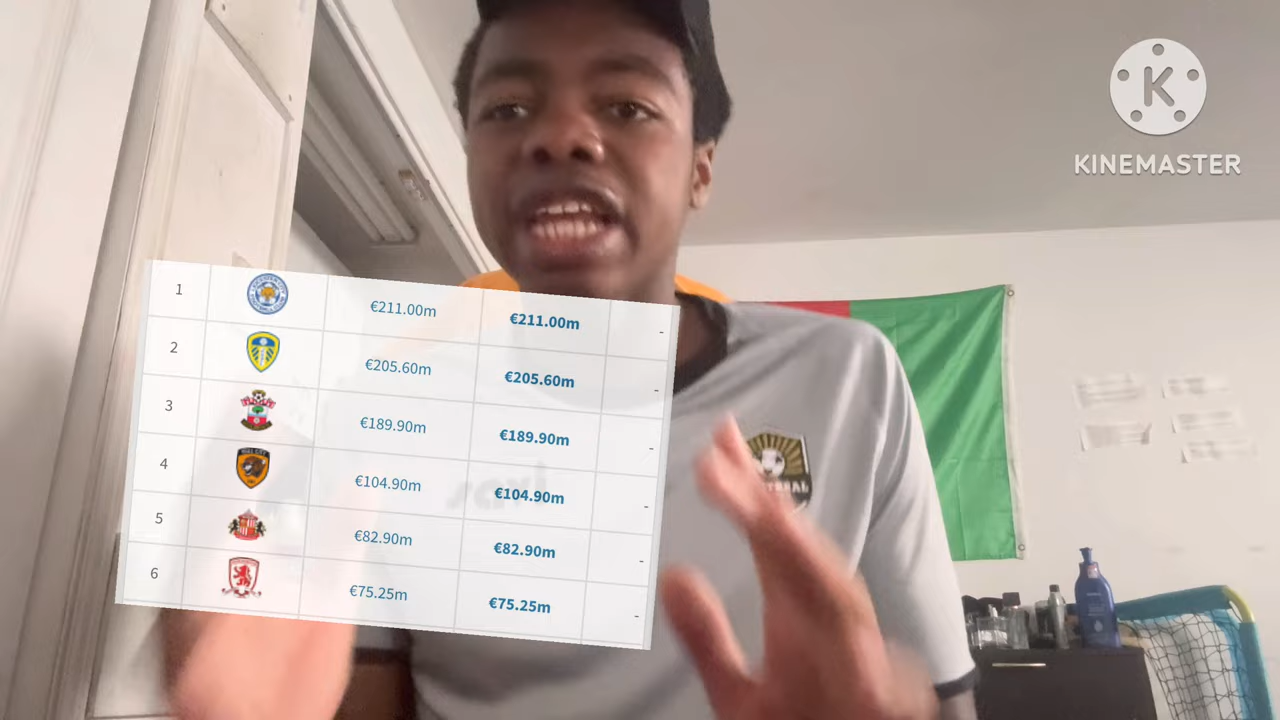 K
KINEMASTER
1 €211.00m €211.00m -
2 €205.60m €205.60m -
3 €189.90m €189.90m -
4 €104.90m €104.90m -
5 €82.90m €82.90m -
6 €75.25m €75.25m -